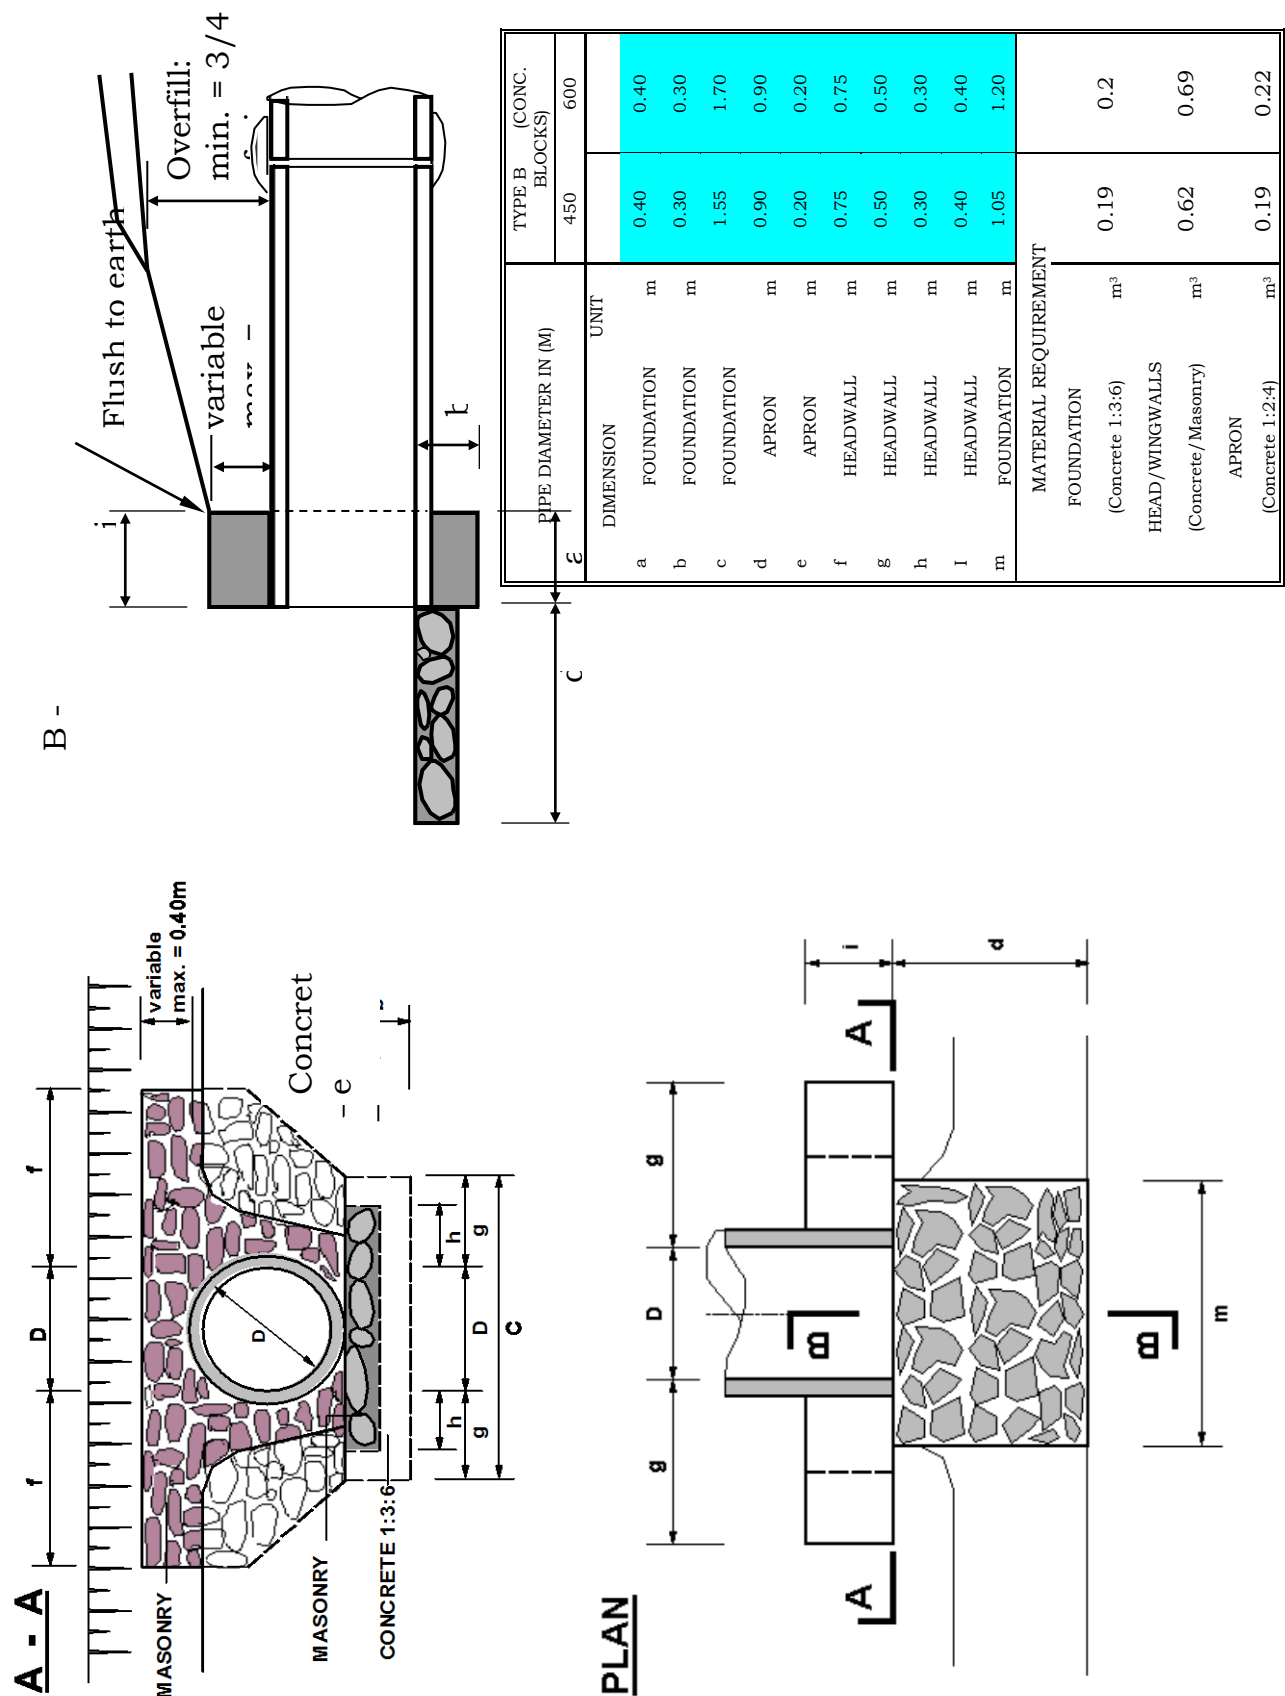 A - A
f
D
f
variable
max. = 0.40m
MASONRY
D
Concret
e
MASONRY
CONCRETE 1:3:6
h
h
g
D
g
C
B -
Flush to earth
Overfill:
min. = 3/4
variable
i
b
PLAN
g
D
g
i
d
A
A
B
B
m
PIPE DIAMETER IN (M) TYPE B (CONC. BLOCKS)
450 600
DIMENSION UNIT
a FOUNDATION m 0.40 0.40
b FOUNDATION m 0.30 0.30
c FOUNDATION 1.55 1.70
d APRON m 0.90 0.90
e APRON m 0.20 0.20
f HEADWALL m 0.75 0.75
g HEADWALL m 0.50 0.50
h HEADWALL m 0.30 0.30
I HEADWALL m 0.40 0.40
m FOUNDATION m 1.05 1.20
MATERIAL REQUIREMENT
FOUNDATION
(Concrete 1:3:6) m³ 0.19 0.2
HEAD/WINGWALLS
(Concrete/Masonry) m³ 0.62 0.69
APRON
(Concrete 1:2:4) m³ 0.19 0.22